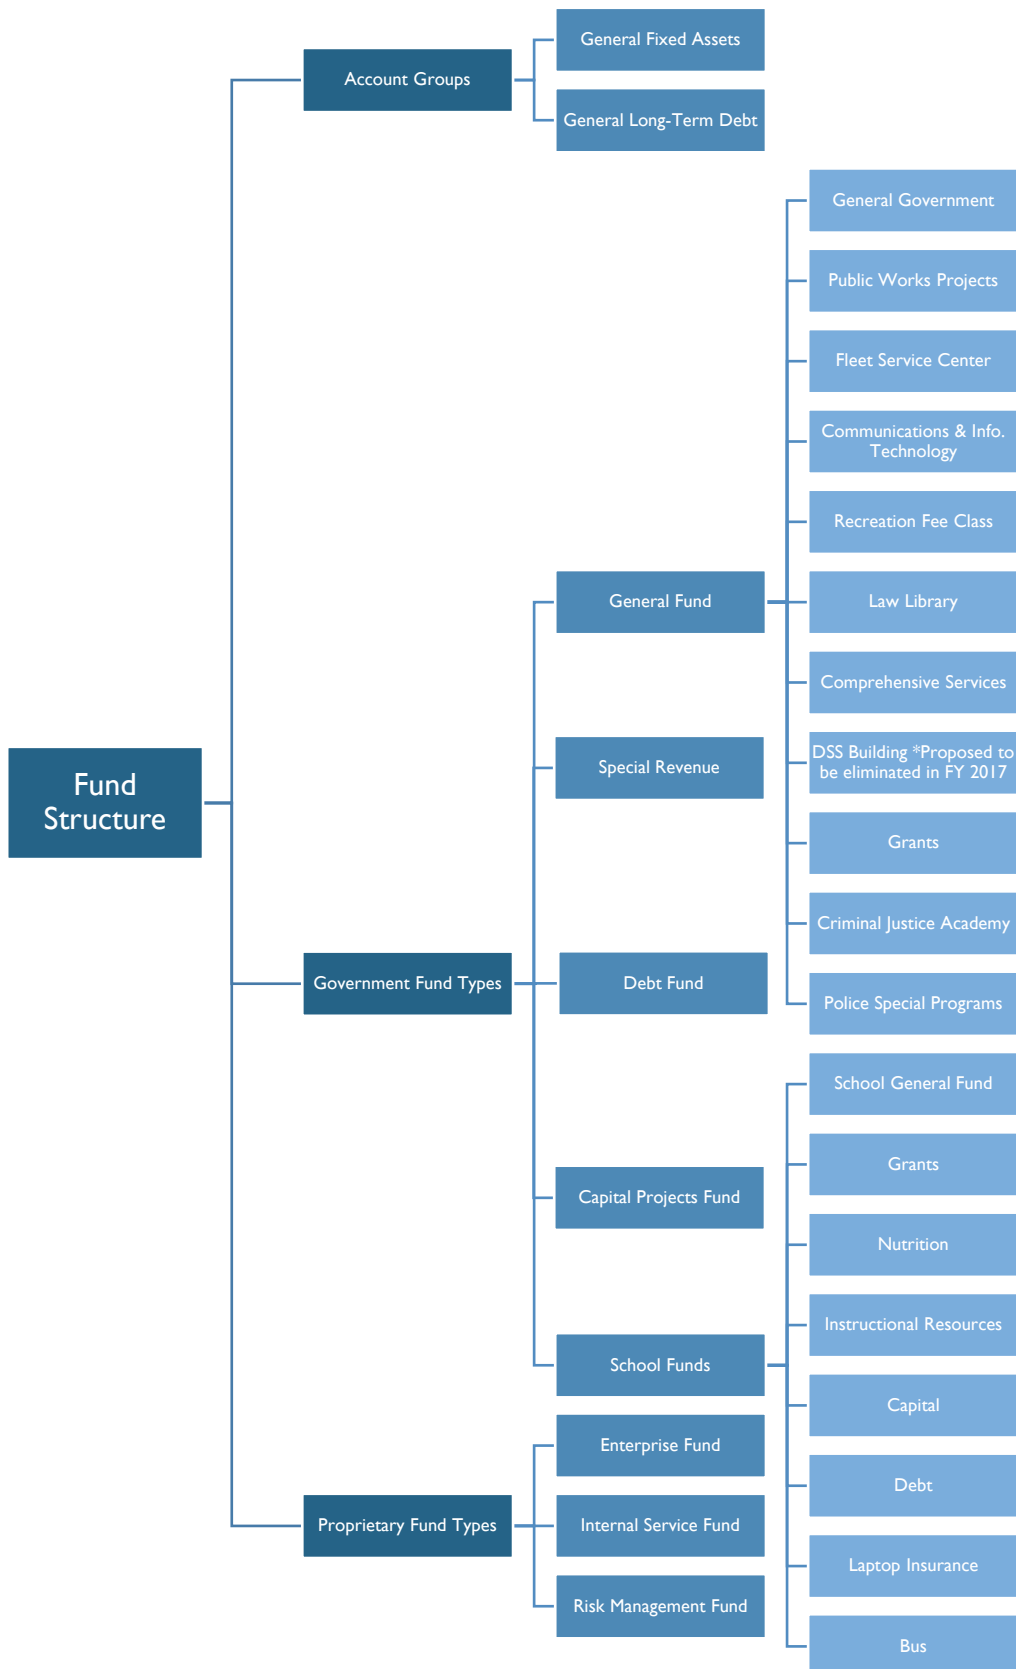 Fund
Structure
Account Groups
General Fixed Assets
General Long-Term Debt
Government Fund Types
General Fund
General Government
Public Works Projects
Fleet Service Center
Communications & Info.
Technology
Recreation Fee Class
Law Library
Comprehensive Services
DSS Building *Proposed to
be eliminated in FY 2017
Grants
Criminal Justice Academy
Police Special Programs
Special Revenue
Debt Fund
Capital Projects Fund
School Funds
School General Fund
Grants
Nutrition
Instructional Resources
Capital
Debt
Laptop Insurance
Bus
Proprietary Fund Types
Enterprise Fund
Internal Service Fund
Risk Management Fund